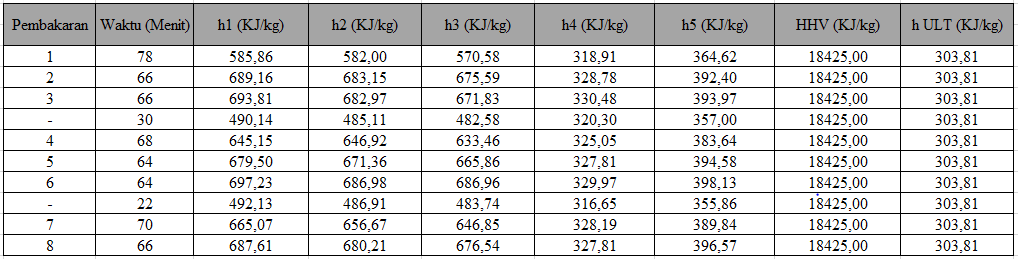 Pembakaran Waktu (Menit) h1 (KJ/kg) h2 (KJ/kg) h3 (KJ/kg) h4 (KJ/kg) h5 (KJ/kg) HHV (KJ/kg) h ULT (KJ/kg)
1 78 585,86 582,00 570,58 318,91 364,62 18425,00 303,81
2 66 689,16 683,15 675,59 328,78 392,40 18425,00 303,81
3 66 693,81 682,97 671,83 330,48 393,97 18425,00 303,81
- 30 490,14 485,11 482,58 320,30 357,00 18425,00 303,81
4 68 645,15 646,92 633,46 325,05 383,64 18425,00 303,81
5 64 679,50 671,36 665,86 327,81 394,58 18425,00 303,81
6 64 697,23 686,98 686,96 329,97 398,13 18425,00 303,81
- 22 492,13 486,91 483,74 316,65 355,86 18425,00 303,81
7 70 665,07 656,67 646,85 328,19 389,84 18425,00 303,81
8 66 687,61 680,21 676,54 327,81 396,57 18425,00 303,81